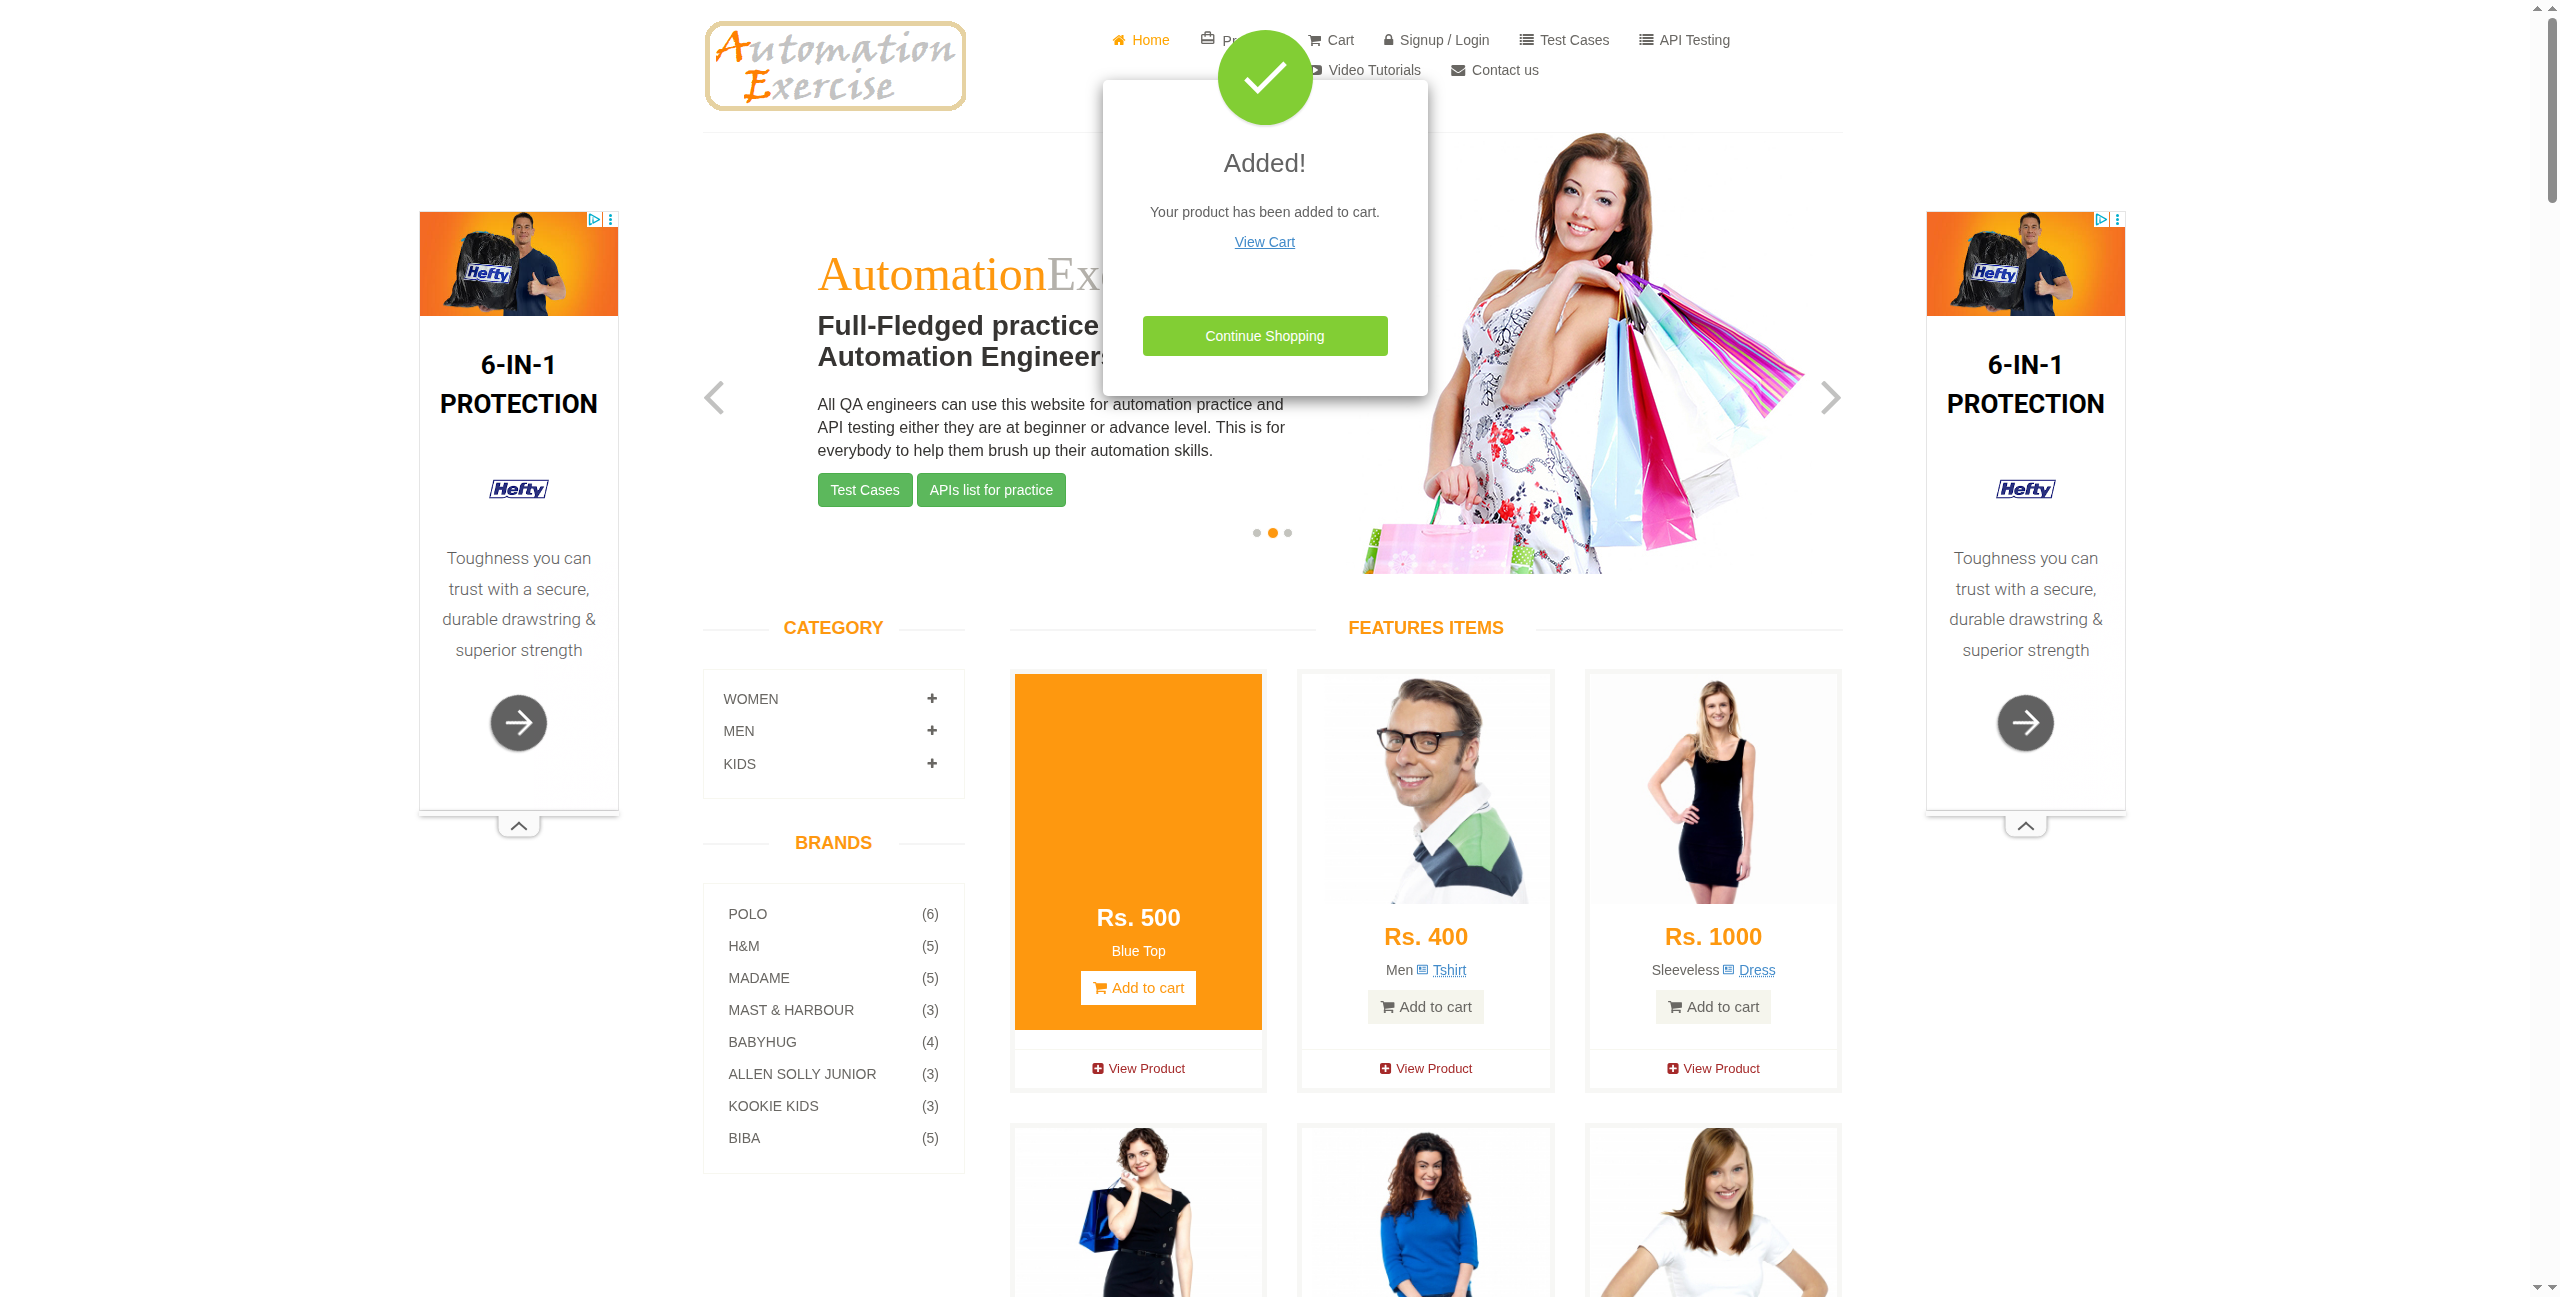 Automation
Exercise
Home
Cart
Signup / Login
Test Cases
API Testing
Video Tutorials
Contact us
Added!
Your product has been added to cart.
View Cart
Continue Shopping
Automation
Full-Fledged practice
Automation Engineers
All QA engineers can use this website for automation practice and
API testing either they are at beginner or advance level. This is for
everybody to help them brush up their automation skills.
Test Cases
APIs list for practice
Hefty
6-IN-1
PROTECTION
Hefty
Toughness you can
trust with a secure,
durable drawstring &
superior strength
Hefty
6-IN-1
PROTECTION
Hefty
Toughness you can
trust with a secure,
durable drawstring &
superior strength
CATEGORY
WOMEN
MEN
KIDS
BRANDS
POLO (6)
H&M (5)
MADAME (5)
MAST & HARBOUR (3)
BABYHUG (4)
ALLEN SOLLY JUNIOR (3)
KOOKIE KIDS (3)
BIBA (5)
FEATURES ITEMS
Rs. 500
Blue Top
Add to cart
View Product
Rs. 400
Men Tshirt
Add to cart
View Product
Rs. 1000
Sleeveless Dress
Add to cart
View Product